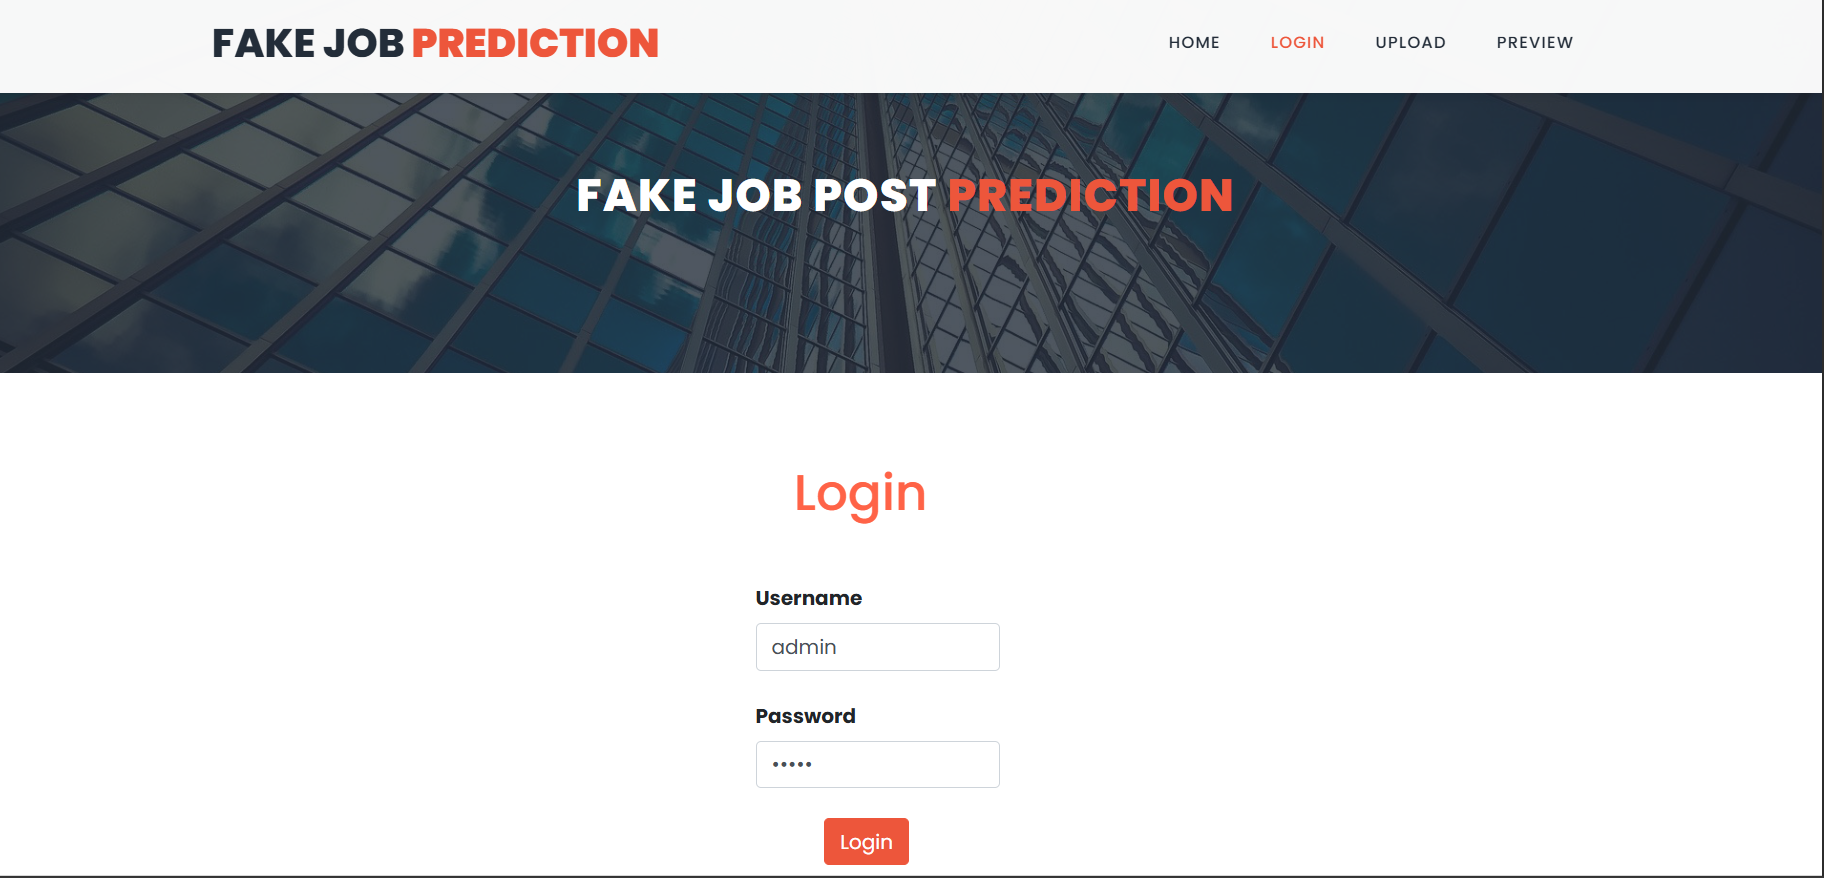 FAKE JOB PREDICTION
HOME LOGIN UPLOAD PREVIEW
FAKE JOB POST PREDICTION
Login
Username
admin
Password
•••••
Login